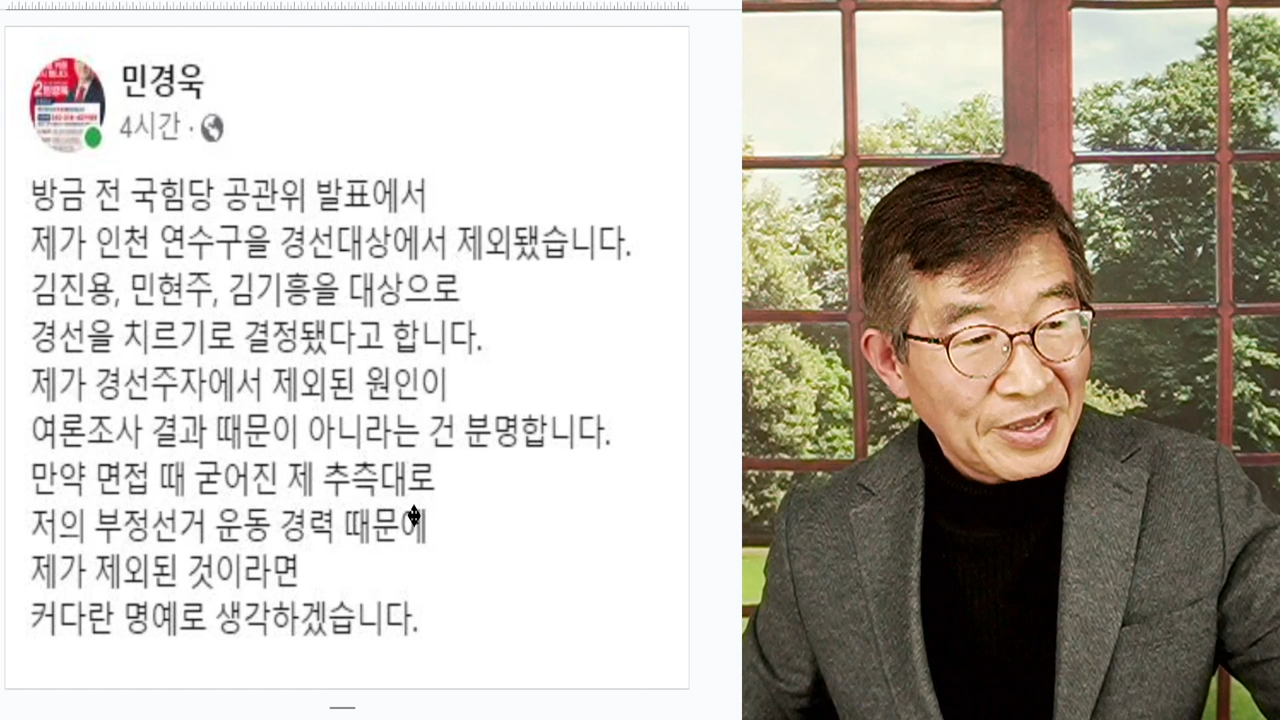 민경욱
4시간 ·
방금 전 국힘당 공관위 발표에서
제가 인천 연수구을 경선대상에서 제외됐습니다.
김진용, 민현주, 김기흥을 대상으로
경선을 치르기로 결정됐다고 합니다.
제가 경선주자에서 제외된 원인이
여론조사 결과 때문이 아니라는 건 분명합니다.
만약 면접 때 굳어진 제 추측대로
저의 부정선거 운동 경력 때문에
제가 제외된 것이라면
커다란 명예로 생각하겠습니다.